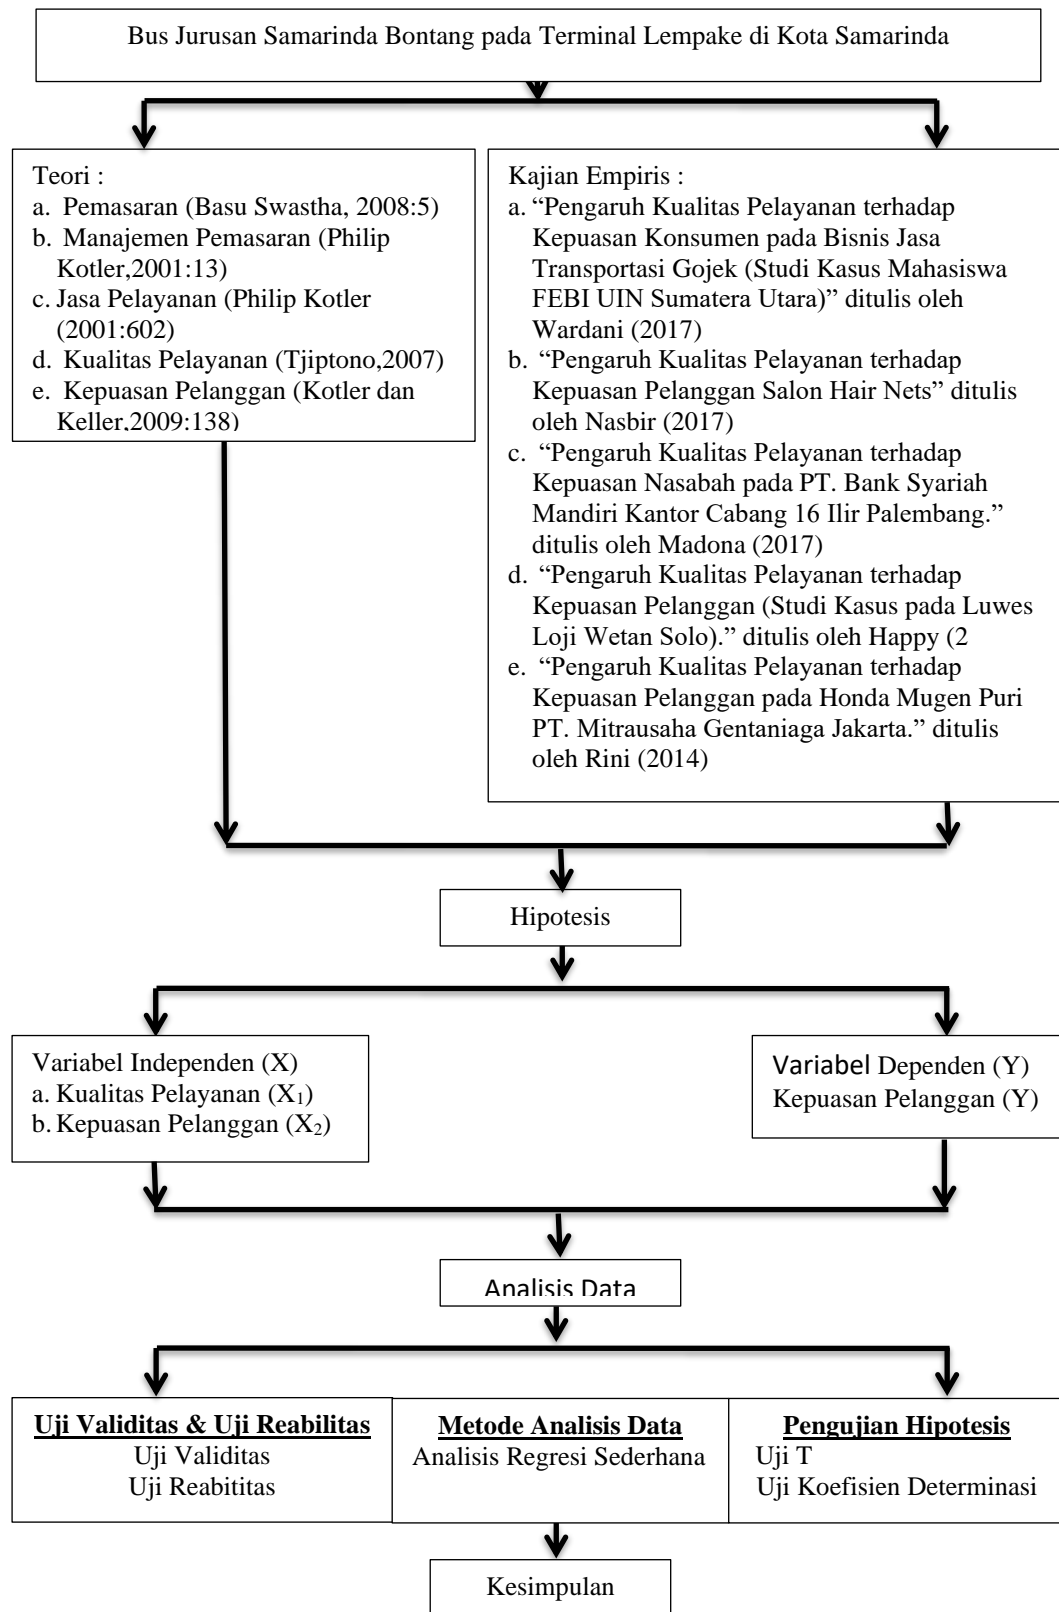 Bus Jurusan Samarinda Bontang pada Terminal Lempake di Kota Samarinda
Teori :
a. Pemasaran (Basu Swastha, 2008:5)
b. Manajemen Pemasaran (Philip
Kotler,2001:13)
c. Jasa Pelayanan (Philip Kotler
(2001:602)
d. Kualitas Pelayanan (Tjiptono,2007)
e. Kepuasan Pelanggan (Kotler dan
Keller,2009:138)
Kajian Empiris :
a. “Pengaruh Kualitas Pelayanan terhadap
Kepuasan Konsumen pada Bisnis Jasa
Transportasi Gojek (Studi Kasus Mahasiswa
FEBI UIN Sumatera Utara)” ditulis oleh
Wardani (2017)
b. “Pengaruh Kualitas Pelayanan terhadap
Kepuasan Pelanggan Salon Hair Nets” ditulis
oleh Nasbir (2017)
c. “Pengaruh Kualitas Pelayanan terhadap
Kepuasan Nasabah pada PT. Bank Syariah
Mandiri Kantor Cabang 16 Ilir Palembang.”
ditulis oleh Madona (2017)
d. “Pengaruh Kualitas Pelayanan terhadap
Kepuasan Pelanggan (Studi Kasus pada Luwes
Loji Wetan Solo).” ditulis oleh Happy (2
e. “Pengaruh Kualitas Pelayanan terhadap
Kepuasan Pelanggan pada Honda Mugen Puri
PT. Mitrausaha Gentaniaga Jakarta.” ditulis
oleh Rini (2014)
Hipotesis
Variabel Independen (X)
a. Kualitas Pelayanan (X₁)
b. Kepuasan Pelanggan (X₂)
Variabel Dependen (Y)
Kepuasan Pelanggan (Y)
Analisis Data
Uji Validitas & Uji Reabilitas
Uji Validitas
Uji Reabititas
Metode Analisis Data
Analisis Regresi Sederhana
Pengujian Hipotesis
Uji T
Uji Koefisien Determinasi
Kesimpulan